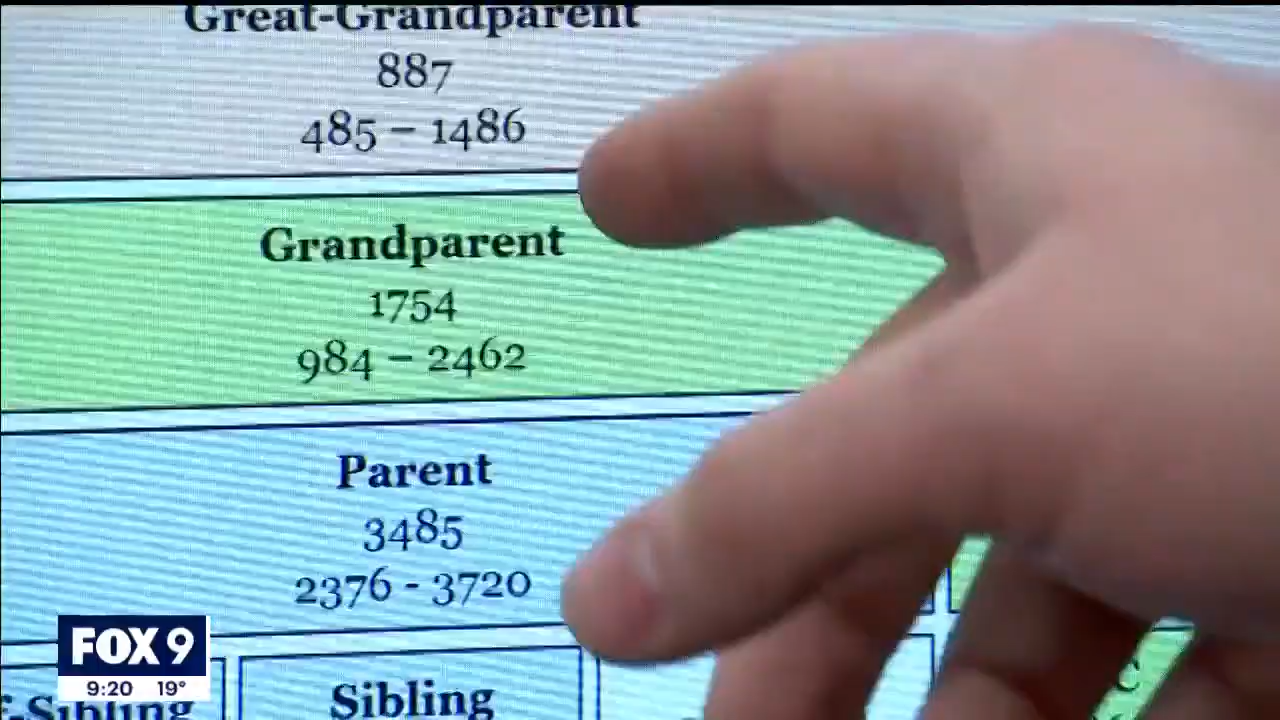 Great-Grandparent
887
485 – 1486
Grandparent
1754
984 – 2462
Parent
3485
2376 - 3720
Sibling
FOX 9
9:20 19°